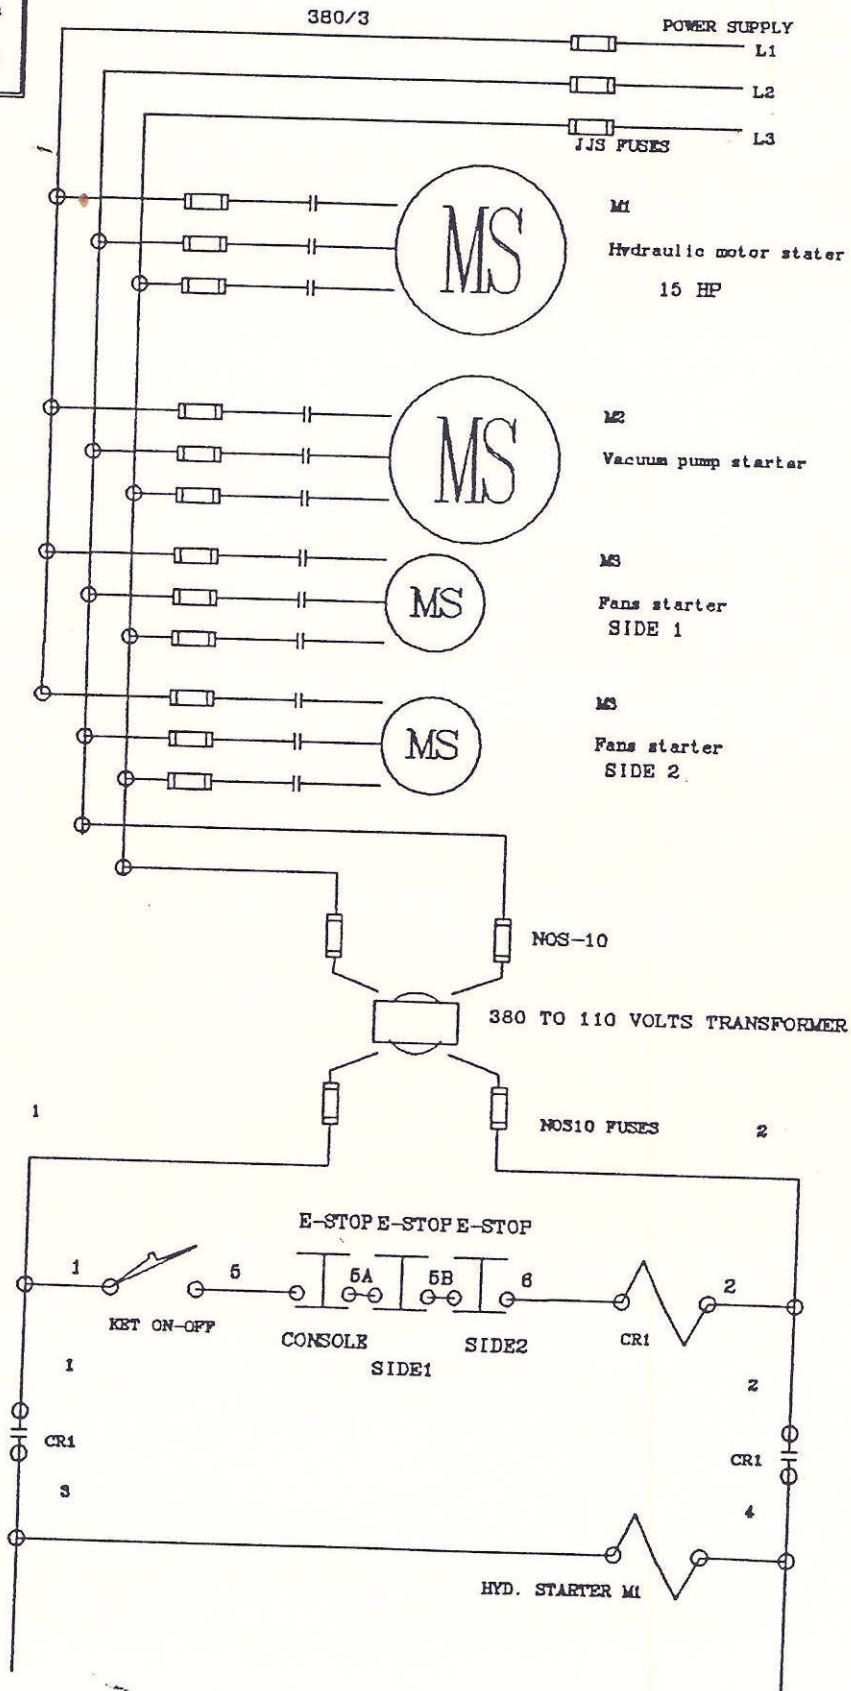 380/3
POWER SUPPLY
L1
L2
L3
JJS FUSES
1
MS
M1
Hydraulic motor stater
15 HP
MS
M2
Vacuum pump starter
MS
M3
Fans starter
SIDE 1
MS
M3
Fans starter
SIDE 2
NOS-10
380 TO 110 VOLTS TRANSFORMER
1
NOS10 FUSES
2
E-STOP E-STOP E-STOP
1
5
5A
5B
6
2
KET ON-OFF
CONSOLE
SIDE1
SIDE2
CR1
1
2
CR1
CR1
3
4
HYD. STARTER M1